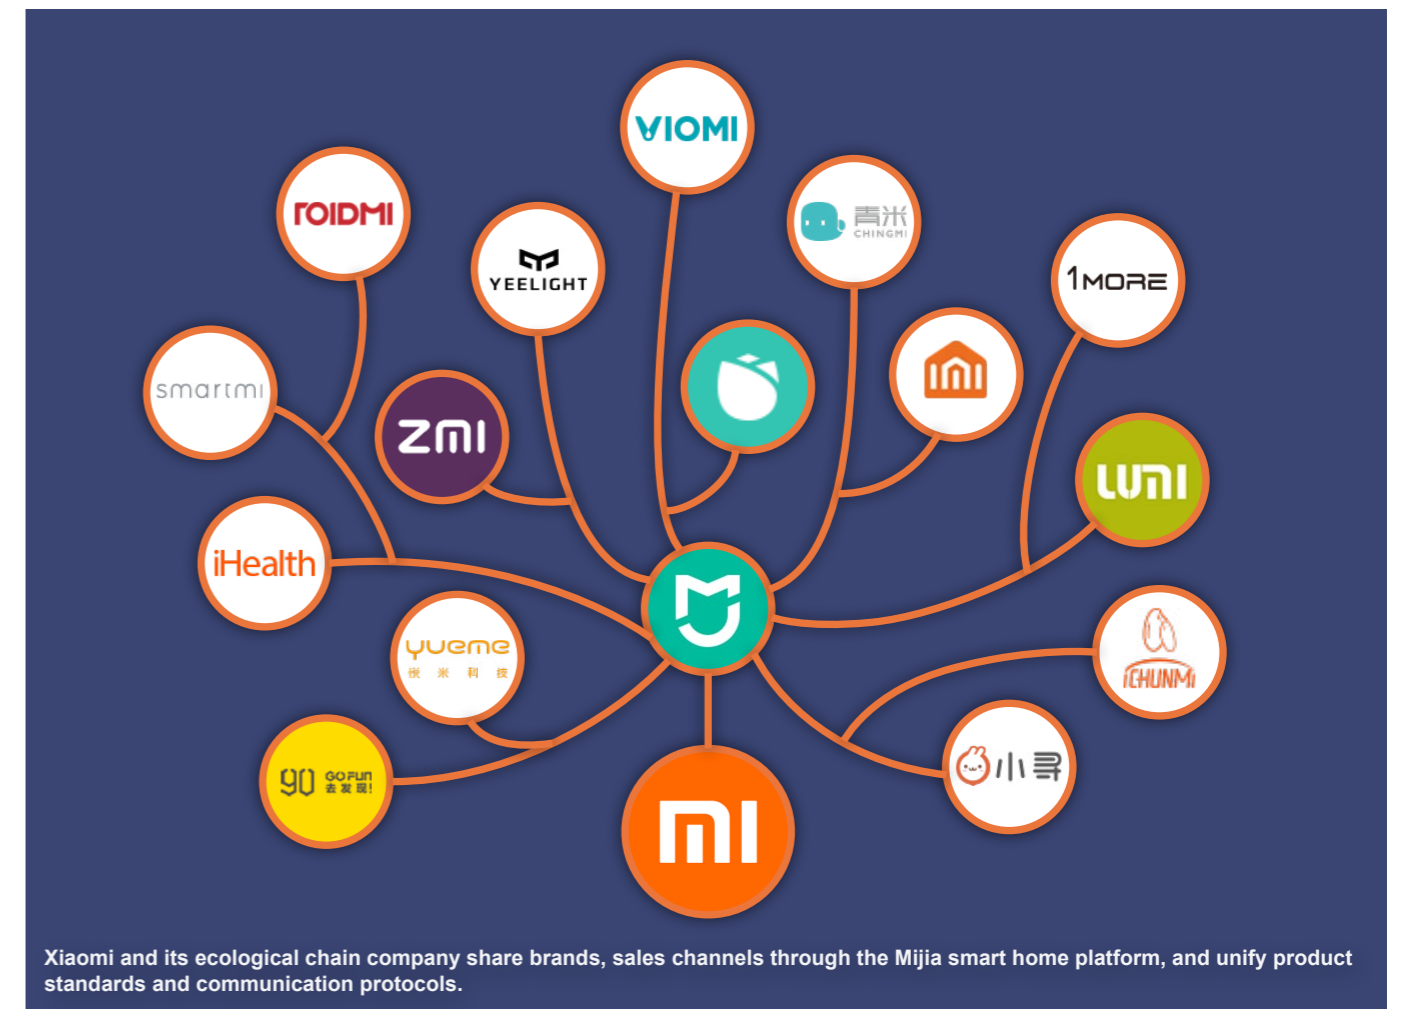 VIOMI
ROIDMI
青米
CHINGMI
YEELIGHT
1MORE
smartmi
ZMI
LUMI
iHealth
yueme
米 科 技
iCHUNMi
小寻
90 GOFUN
去发现!
MI
Xiaomi and its ecological chain company share brands, sales channels through the Mijia smart home platform, and unify product
standards and communication protocols.